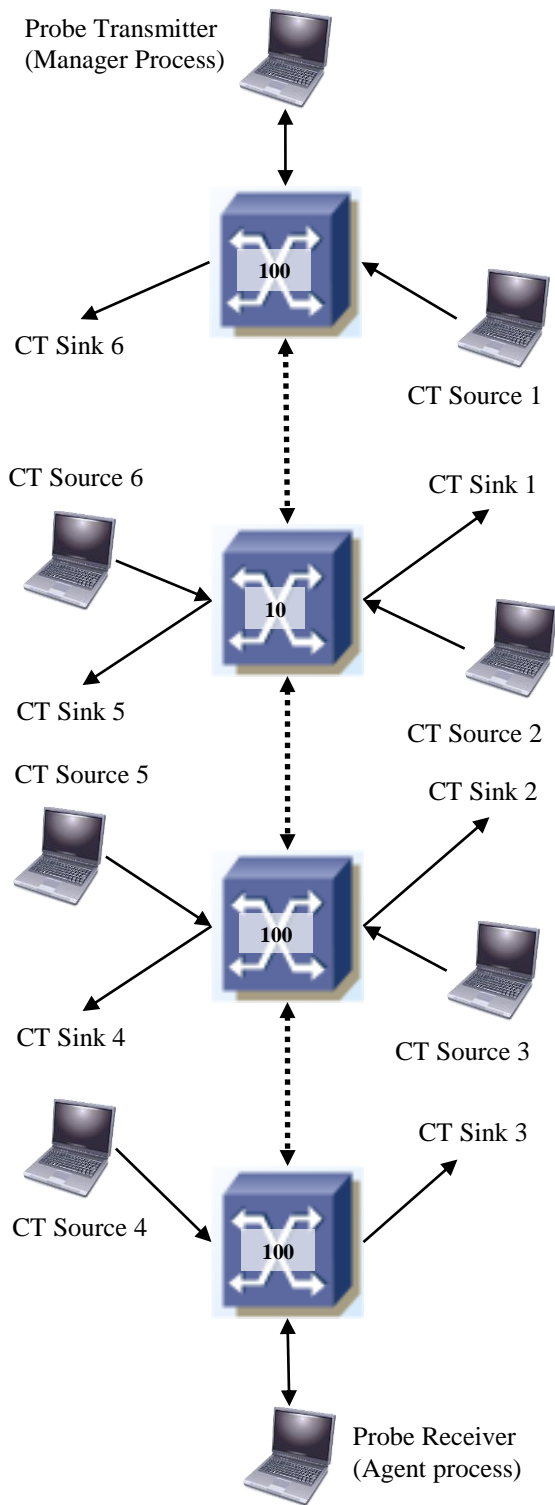 Probe Transmitter
(Manager Process)
100
CT Sink 6
CT Source 1
CT Source 6
CT Sink 1
10
CT Sink 5
CT Source 2
CT Source 5
CT Sink 2
100
CT Sink 4
CT Source 3
CT Sink 3
CT Source 4
100
Probe Receiver
(Agent process)